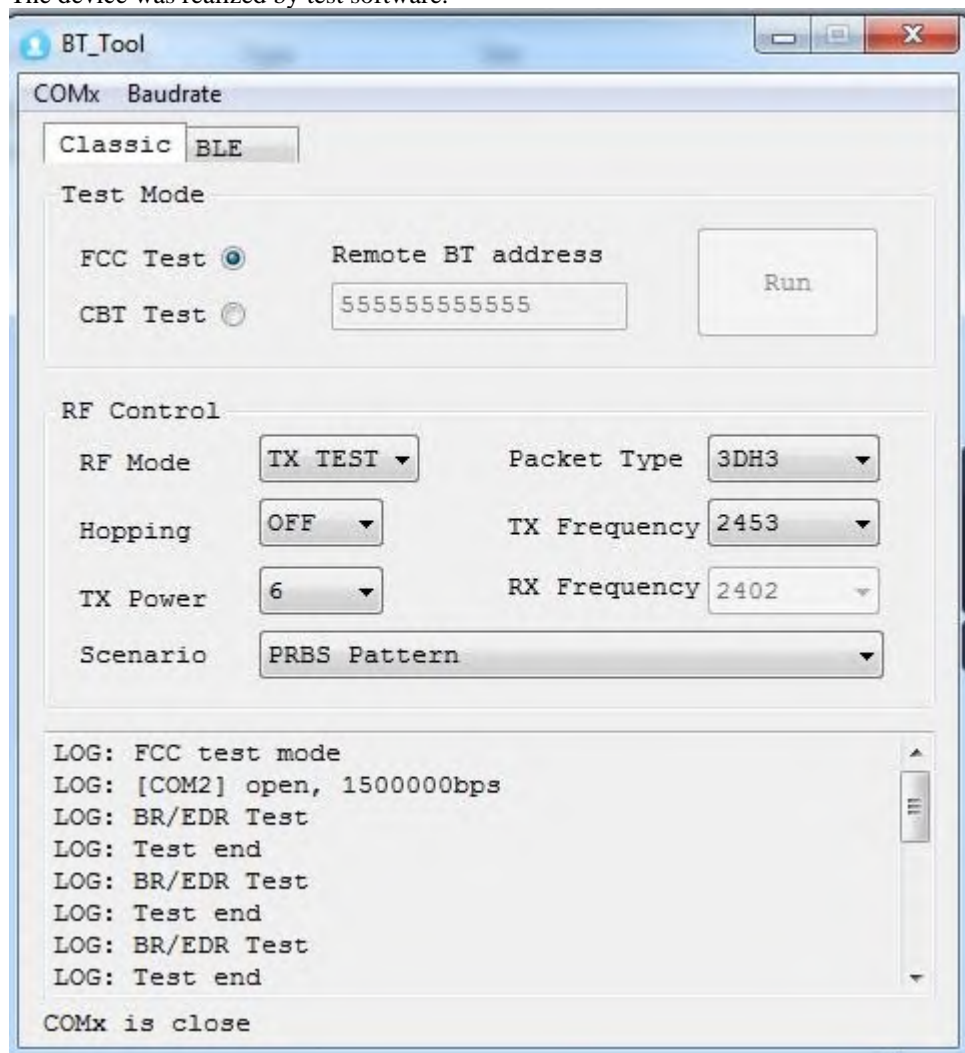 The device was realized by test software.
BT_Tool
COMx Baudrate
Classic BLE
Test Mode
FCC Test Remote BT address
Run
CBT Test 555555555555
RF Control
RF Mode TX TEST Packet Type 3DH3
Hopping OFF TX Frequency 2453
TX Power 6 RX Frequency 2402
Scenario PRBS Pattern
LOG: FCC test mode
LOG: [COM2] open, 1500000bps
LOG: BR/EDR Test
LOG: Test end
LOG: BR/EDR Test
LOG: Test end
LOG: BR/EDR Test
LOG: Test end
COMx is close